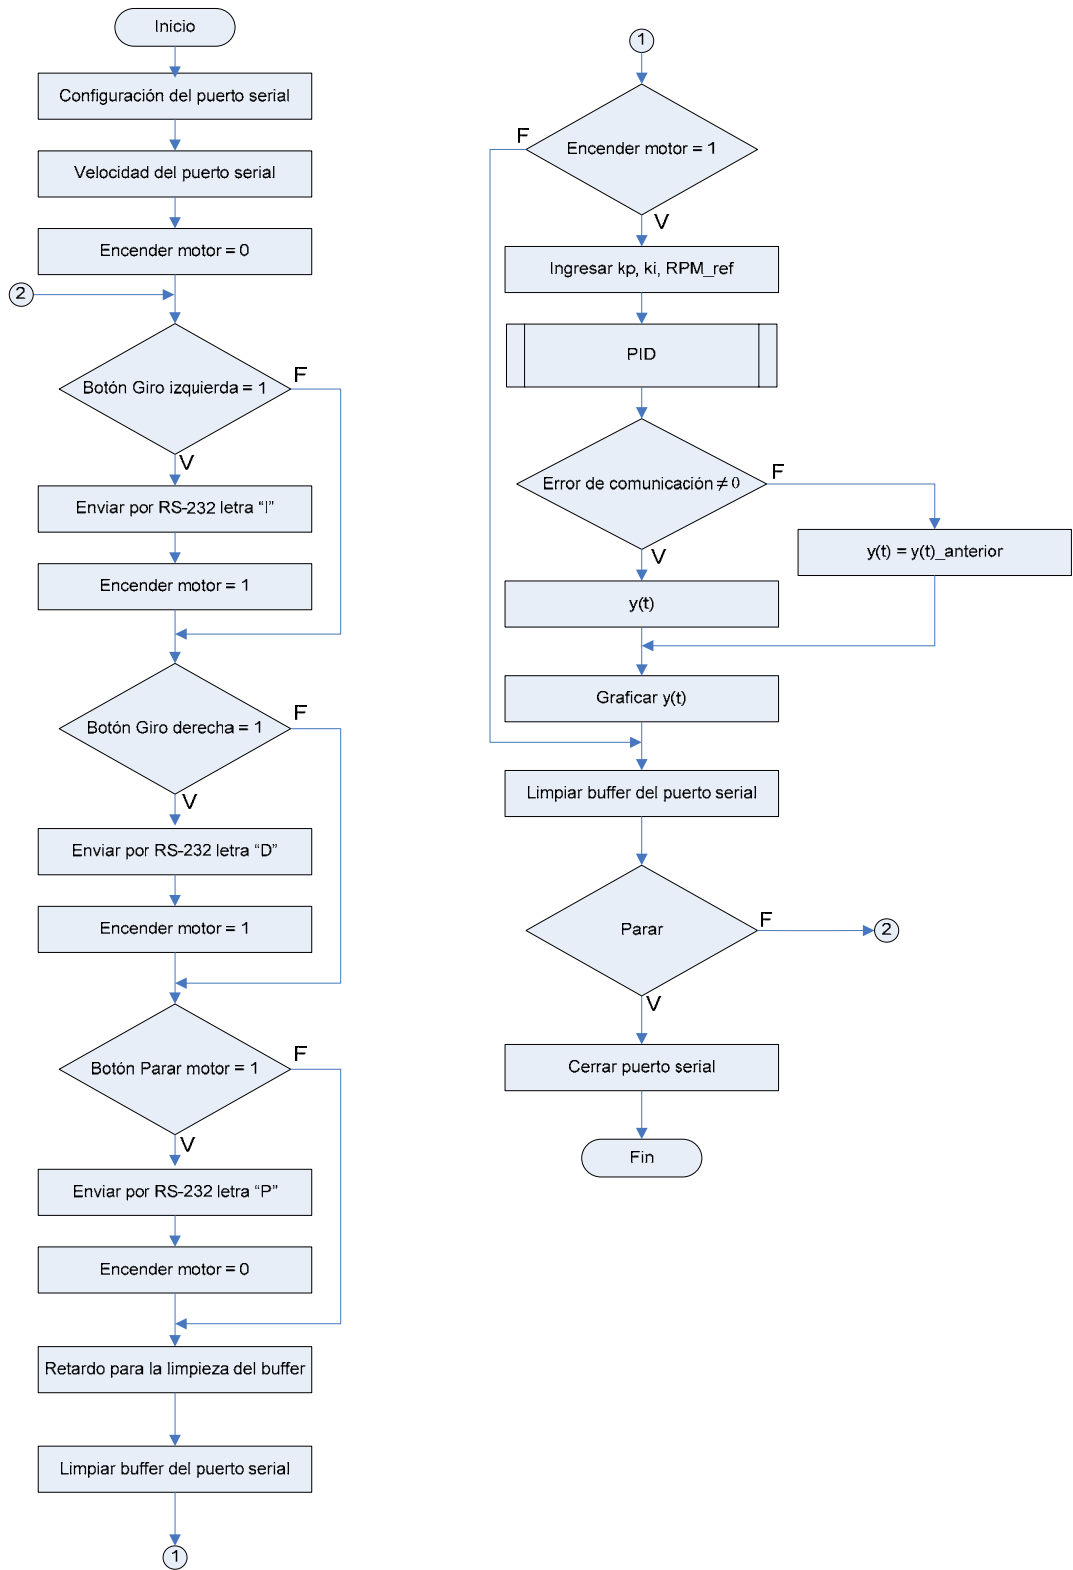 Inicio
Configuración del puerto serial
Velocidad del puerto serial
Encender motor = 0
2
Botón Giro izquierda = 1
F
V
Enviar por RS-232 letra “I”
Encender motor = 1
Botón Giro derecha = 1
F
V
Enviar por RS-232 letra “D”
Encender motor = 1
Botón Parar motor = 1
F
V
Enviar por RS-232 letra “P”
Encender motor = 0
Retardo para la limpieza del buffer
Limpiar buffer del puerto serial
1
1
F
Encender motor = 1
V
Ingresar kp, ki, RPM_ref
PID
Error de comunicación ≠ 0
F
V
y(t) = y(t)_anterior
y(t)
Graficar y(t)
Limpiar buffer del puerto serial
Parar
F
2
V
Cerrar puerto serial
Fin